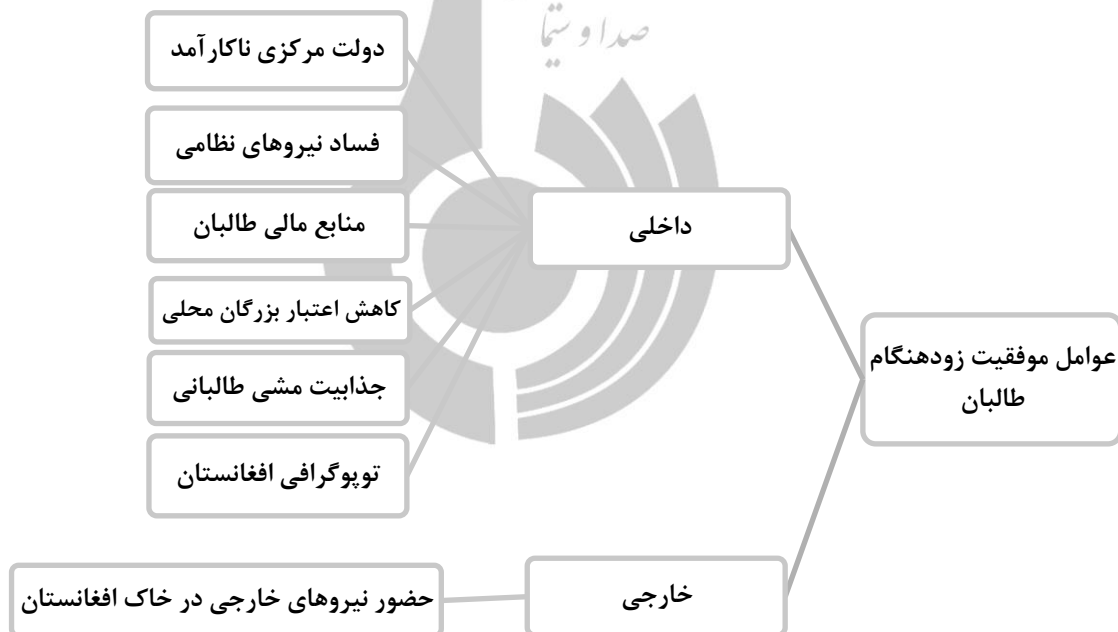 صدا و سیما
عوامل موفقیت زودهنگام
طالبان
داخلی
دولت مرکزی ناکارآمد
فساد نیروهای نظامی
منابع مالی طالبان
کاهش اعتبار بزرگان محلی
جذابیت مشی طالبانی
توپوگرافی افغانستان
خارجی
حضور نیروهای خارجی در خاک افغانستان